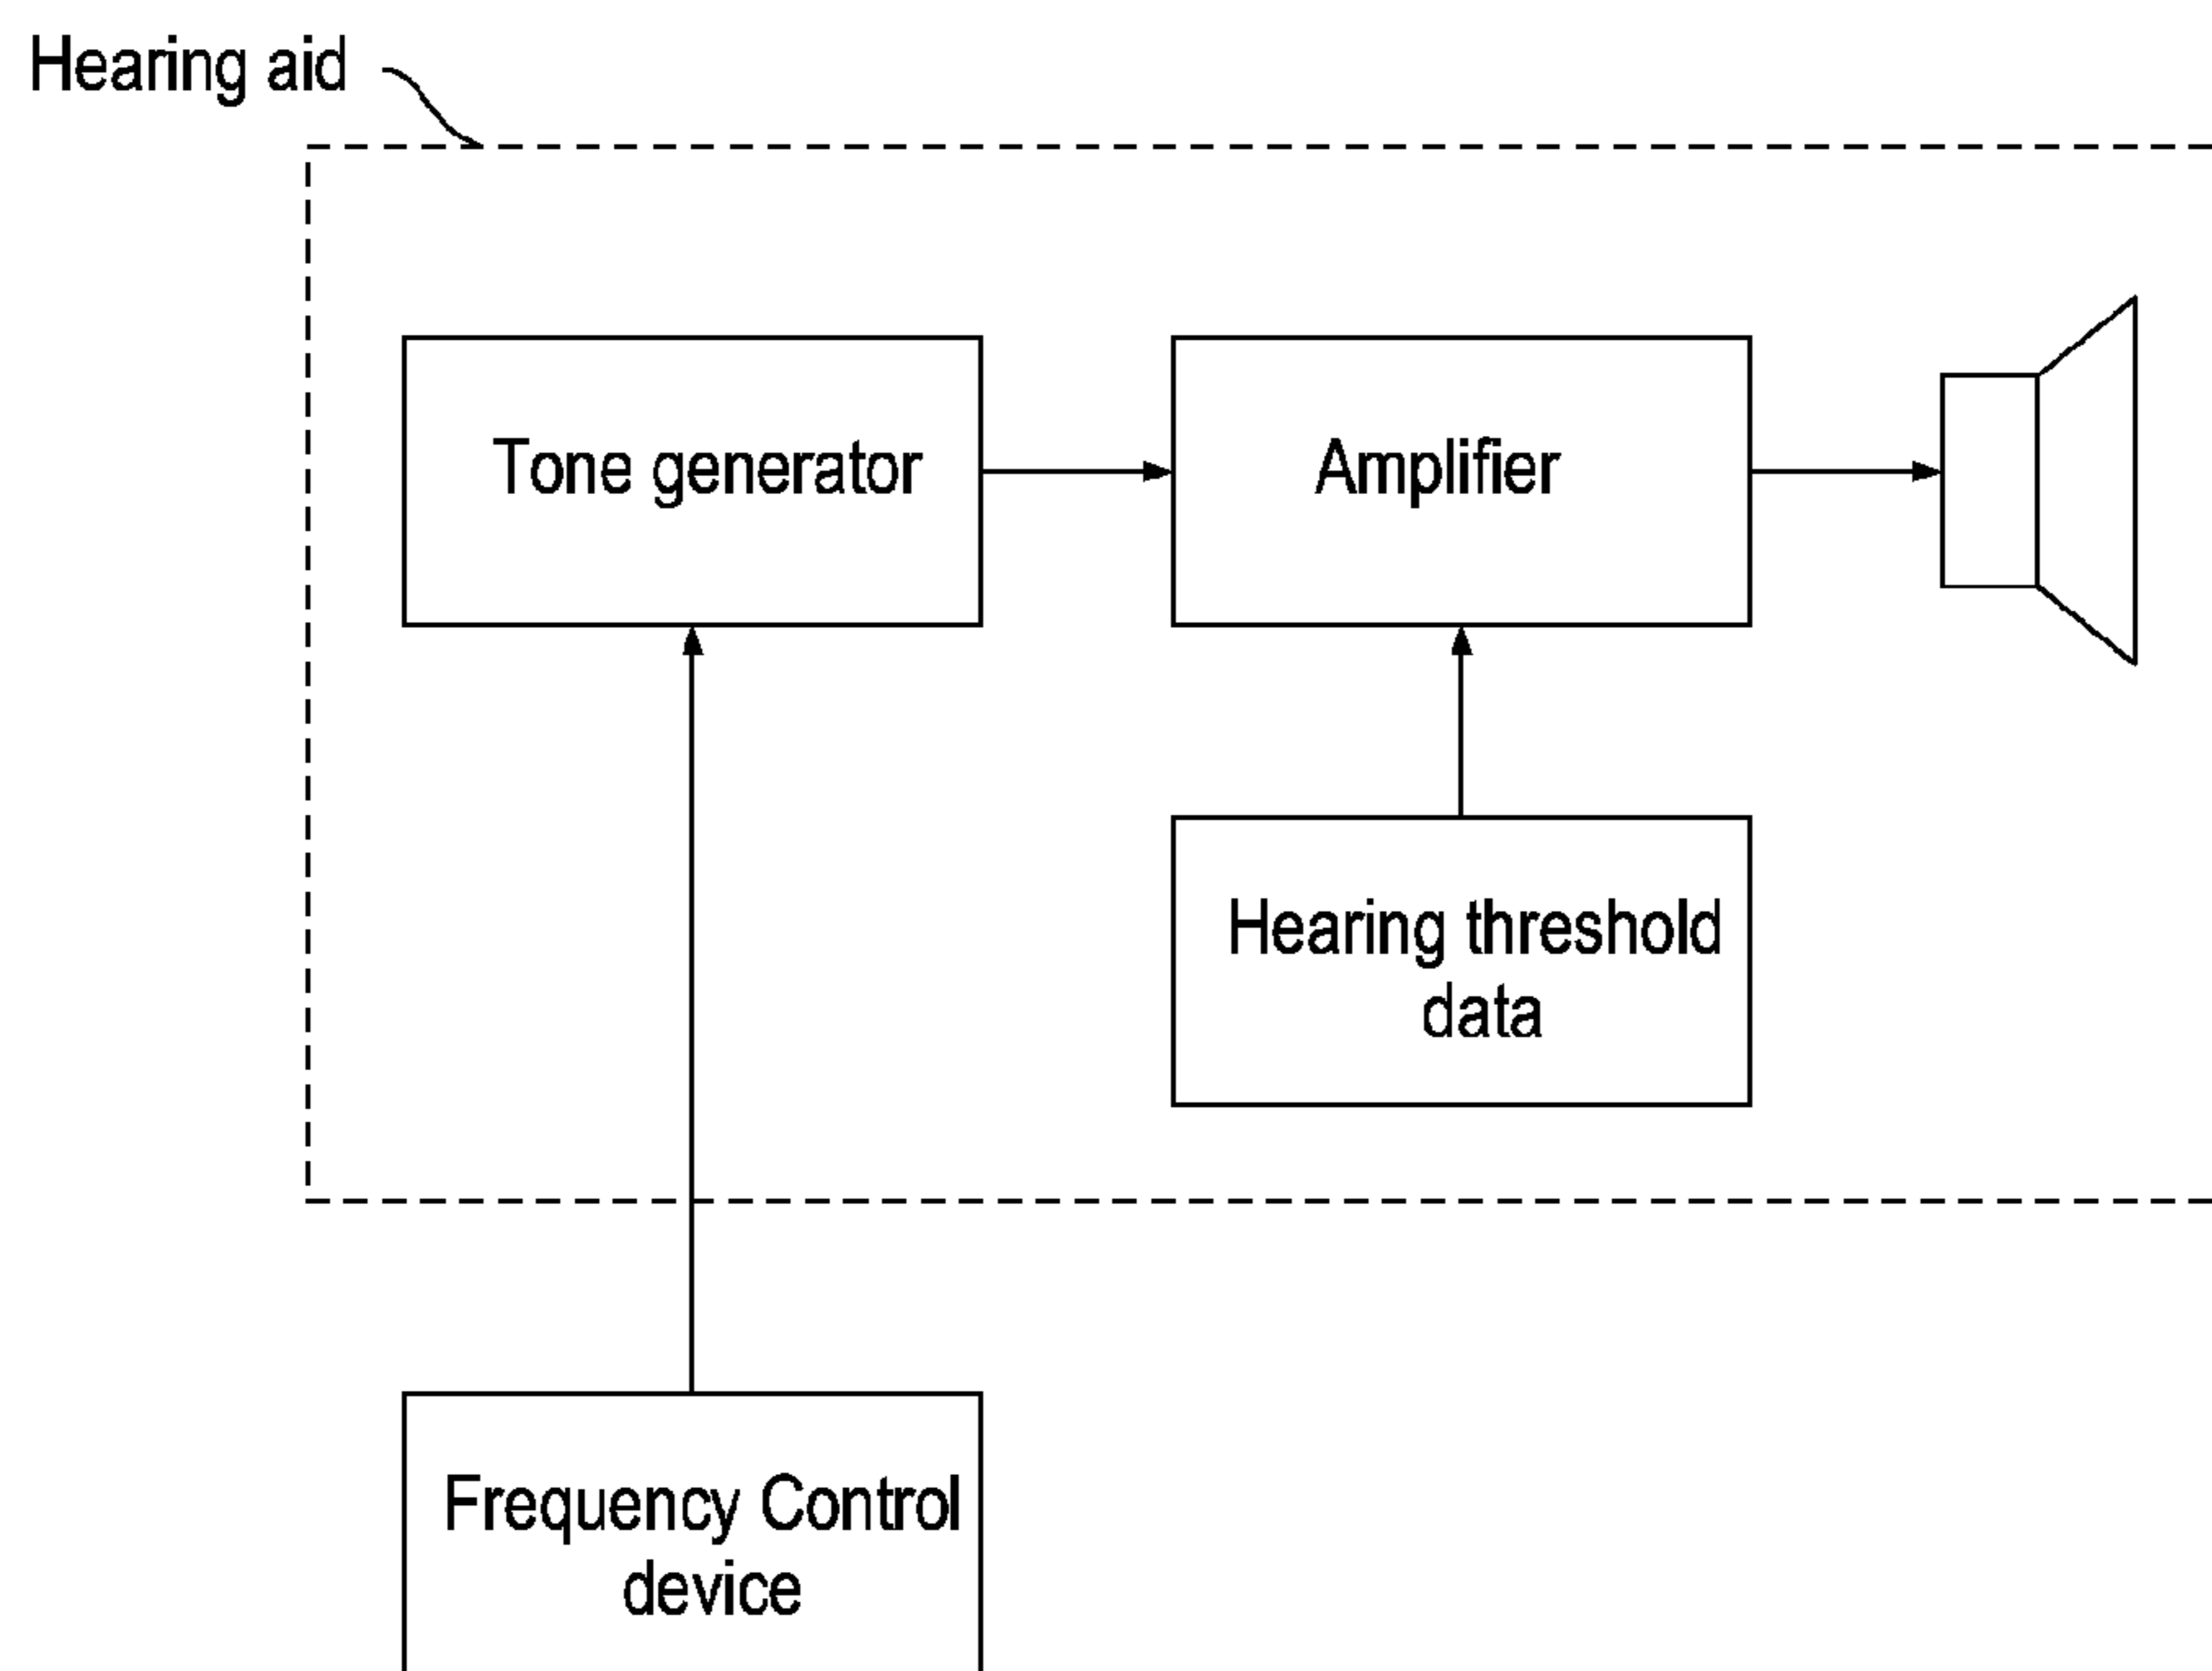 Hearing aid
Tone generator
Amplifier
Hearing threshold
data
Frequency Control
device